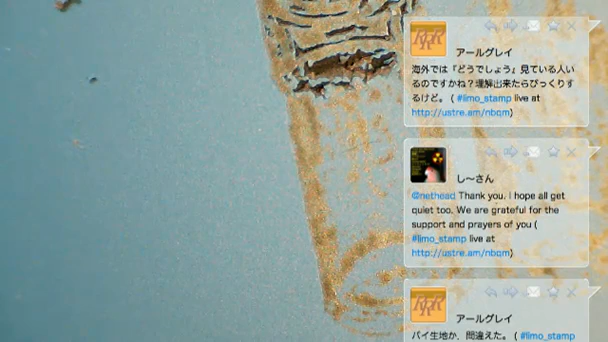 アールグレイ
海外では『どうでしょう』見ている人い
るのですかね？理解出来たらびっくりす
るけど。 ( #limo_stamp live at
http://ustre.am/nbqm)
し〜さん
@nethead Thank you. I hope all get
quiet too. We are grateful for the
support and prayers of you (
#limo_stamp live at
http://ustre.am/nbqm)
アールグレイ
パイ生地か、間違えた。 ( #limo_stamp